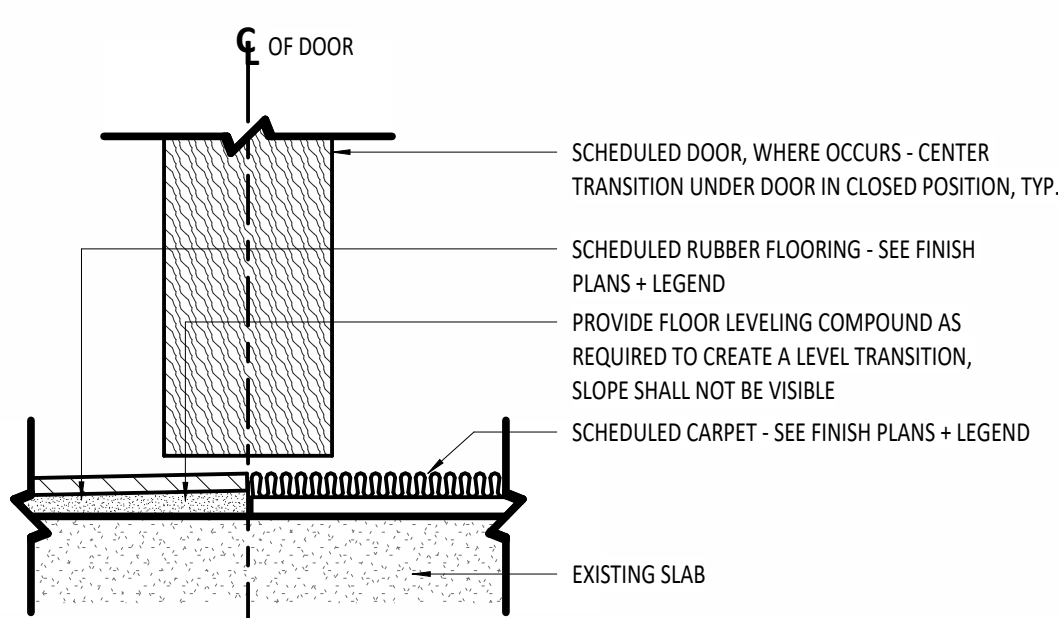 ℄ OF DOOR
SCHEDULED DOOR, WHERE OCCURS - CENTER
TRANSITION UNDER DOOR IN CLOSED POSITION, TYP.
SCHEDULED RUBBER FLOORING - SEE FINISH
PLANS + LEGEND
PROVIDE FLOOR LEVELING COMPOUND AS
REQUIRED TO CREATE A LEVEL TRANSITION,
SLOPE SHALL NOT BE VISIBLE
SCHEDULED CARPET - SEE FINISH PLANS + LEGEND
EXISTING SLAB